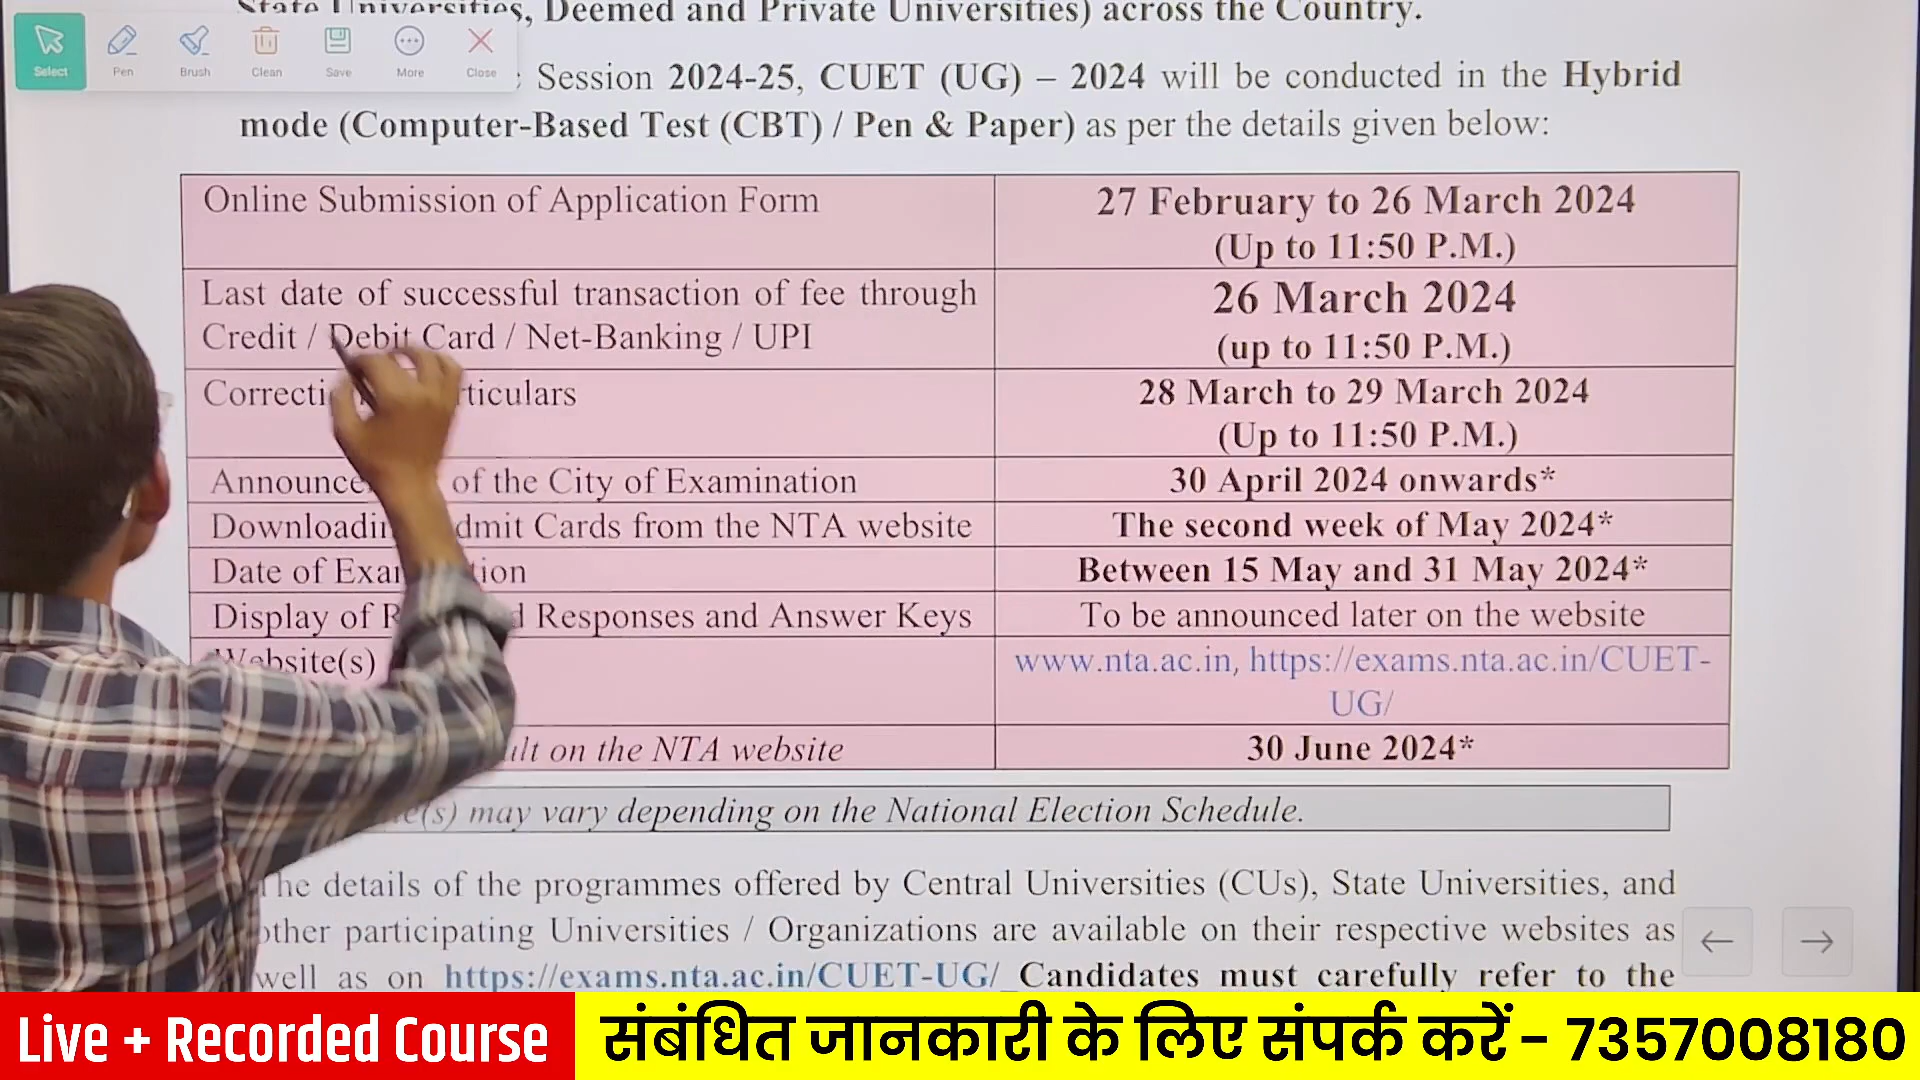 State Universities, Deemed and Private Universities) across the Country.
Select Pen Brush Clean Save More Close
Session 2024-25, CUET (UG) – 2024 will be conducted in the Hybrid
mode (Computer-Based Test (CBT) / Pen & Paper) as per the details given below:
Online Submission of Application Form 27 February to 26 March 2024
(Up to 11:50 P.M.)
Last date of successful transaction of fee through 26 March 2024
Credit / Debit Card / Net-Banking / UPI (up to 11:50 P.M.)
28 March to 29 March 2024
(Up to 11:50 P.M.)
of the City of Examination 30 April 2024 onwards*
Cards from the NTA website The second week of May 2024*
Date of Between 15 May and 31 May 2024*
Display of Responses and Answer Keys To be announced later on the website
Website(s) www.nta.ac.in, https://exams.nta.ac.in/CUET-
UG/
on the NTA website 30 June 2024*
may vary depending on the National Election Schedule.
The details of the programmes offered by Central Universities (CUs), State Universities, and
other participating Universities / Organizations are available on their respective websites as
well as on https://exams.nta.ac.in/CUET-UG/ Candidates must carefully refer to the
Live + Recorded Course संबंधित जानकारी के लिए संपर्क करें – 7357008180